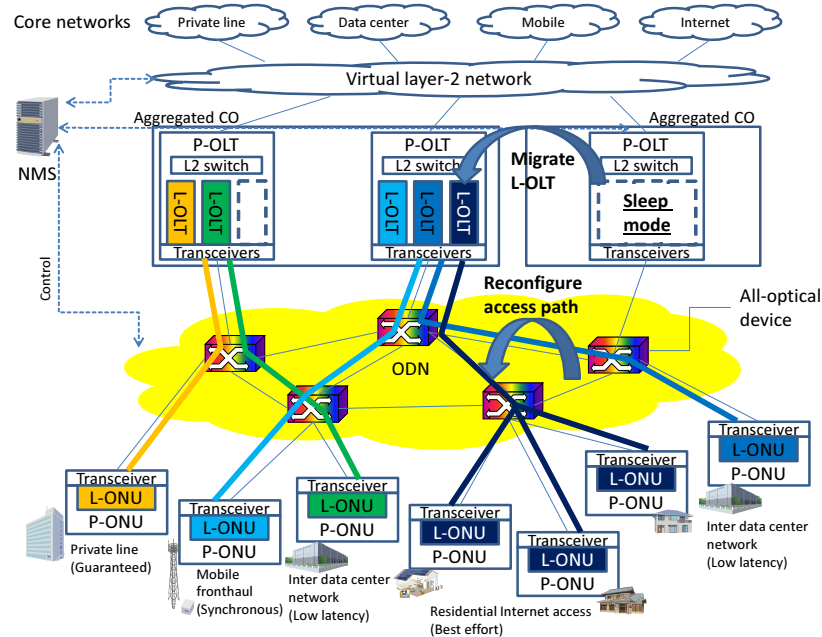 Core networks
Private line
Data center
Mobile
Internet
Virtual layer-2 network
NMS
Control
Aggregated CO
Aggregated CO
P-OLT
L2 switch
L-OLT
L-OLT
Transceivers
P-OLT
L2 switch
L-OLT
L-OLT
L-OLT
Transceivers
Migrate
L-OLT
P-OLT
L2 switch
Sleep
mode
Transceivers
Reconfigure
access path
All-optical
device
ODN
Transceiver
L-ONU
P-ONU
Private line
(Guaranteed)
Transceiver
L-ONU
P-ONU
Mobile
fronthaul
(Synchronous)
Transceiver
L-ONU
P-ONU
Inter data center
network
(Low latency)
Transceiver
L-ONU
P-ONU
Transceiver
L-ONU
P-ONU
Transceiver
L-ONU
P-ONU
Residential Internet access
(Best effort)
Transceiver
L-ONU
P-ONU
Inter data center
network
(Low latency)